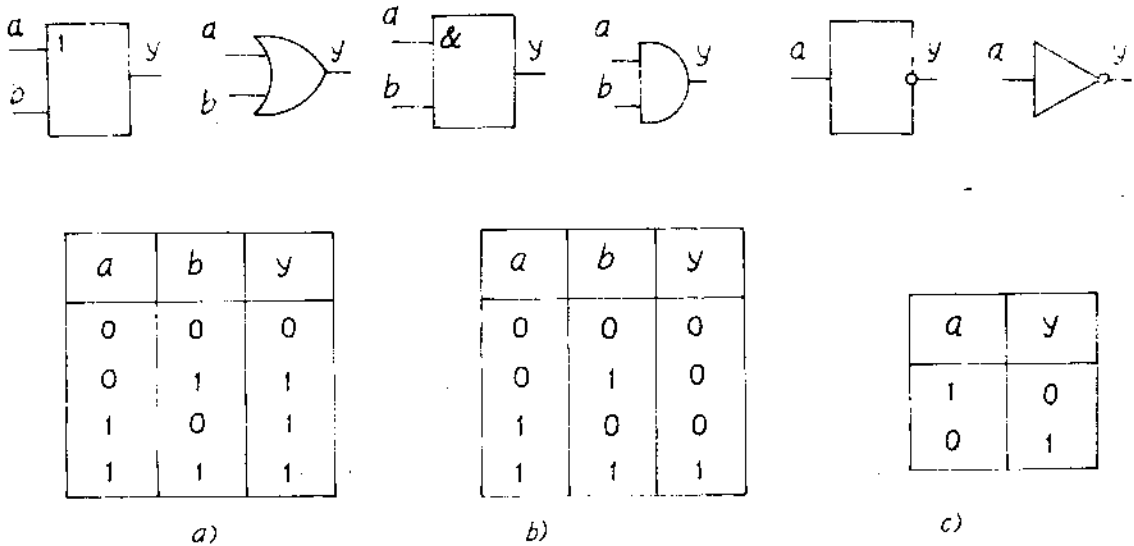 a 1 y a y a & y a y a y a y
b b b b
a b y a b y
a y
0 0 0 0 0 0
0 1 1 0 1 0
1 0
1 0 1 1 0 0
0 1
1 1 1 1 1 1
a) b) c)